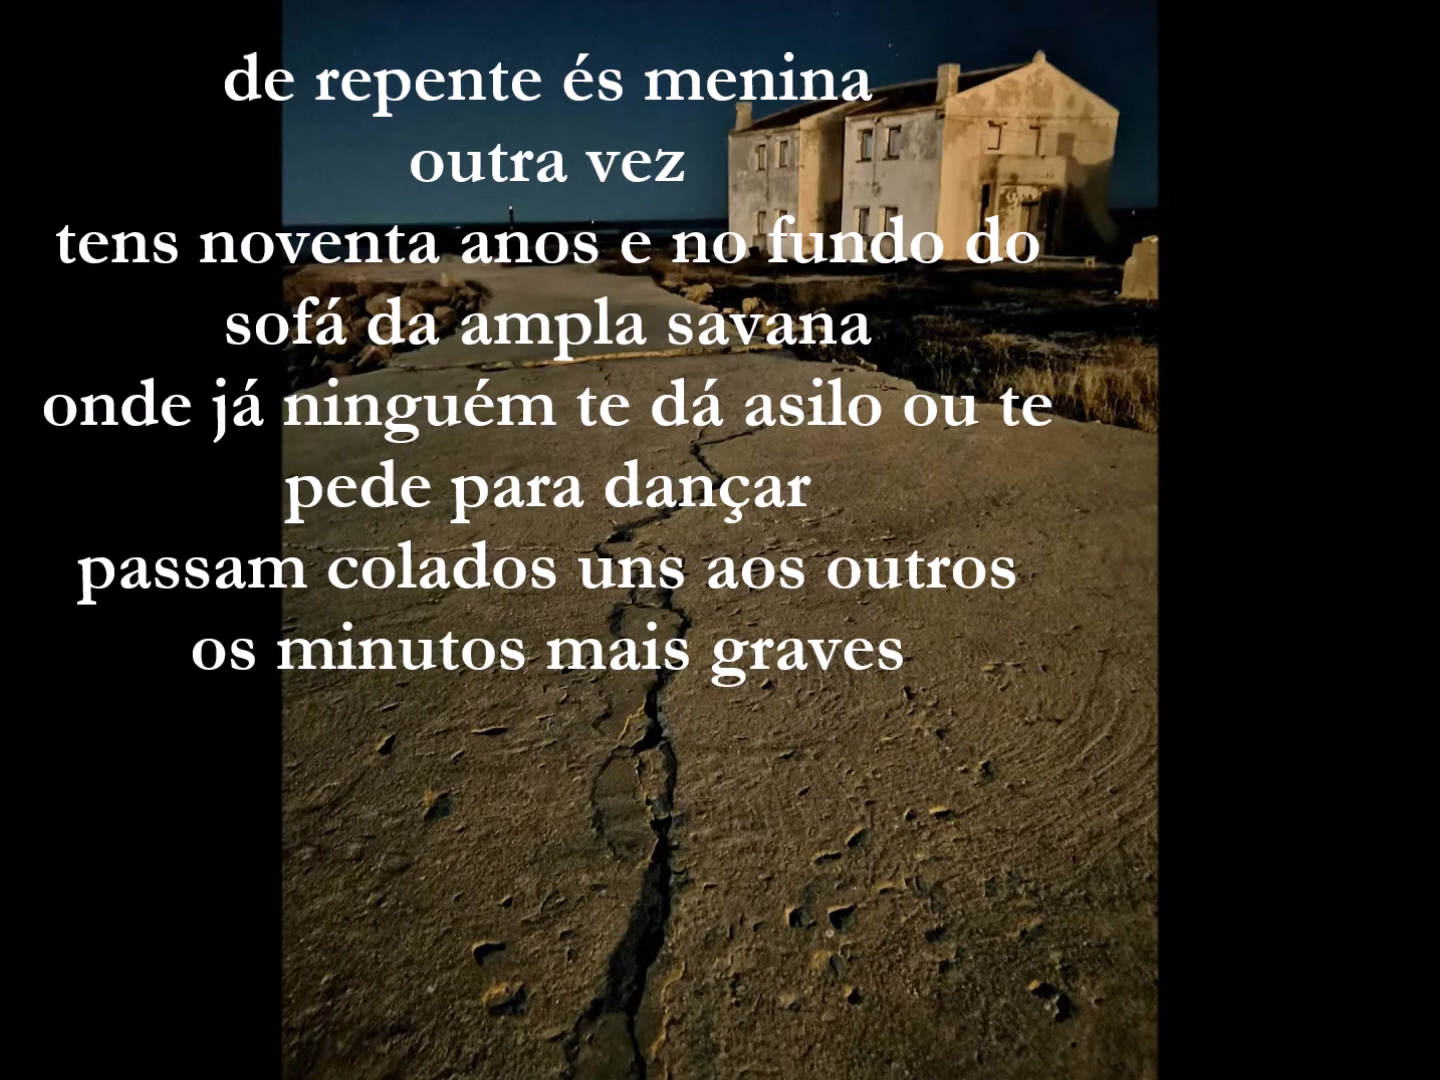 de repente és menina
outra vez
tens noventa anos e no fundo do
sofá da ampla savana
onde já ninguém te dá asilo ou te
pede para dançar
passam colados uns aos outros
os minutos mais graves